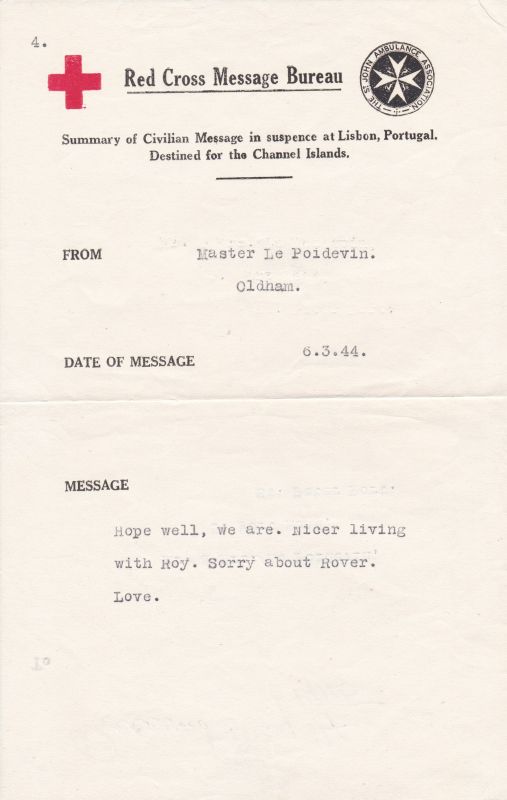 4.
Red Cross Message Bureau
THE ST JOHN AMBULANCE ASSOCIATION.
Summary of Civilian Message in suspence at Lisbon, Portugal.
Destined for the Channel Islands.
FROM Master Le Poidevin.
Oldham.
DATE OF MESSAGE 6.3.44.
MESSAGE
Hope well, we are. Nicer living
with Roy. Sorry about Rover.
Love.